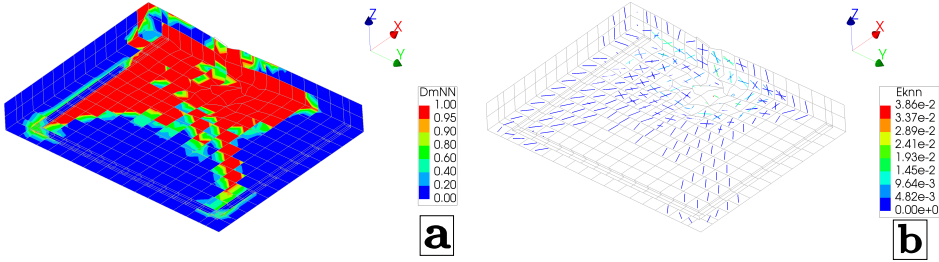 Z
X
Y
DmNN
1.00
0.95
0.90
0.80
0.60
0.40
0.20
0.00
a
Z
X
Y
Eknn
3.86e-2
3.37e-2
2.89e-2
2.41e-2
1.93e-2
1.45e-2
9.64e-3
4.82e-3
0.00e+0
b